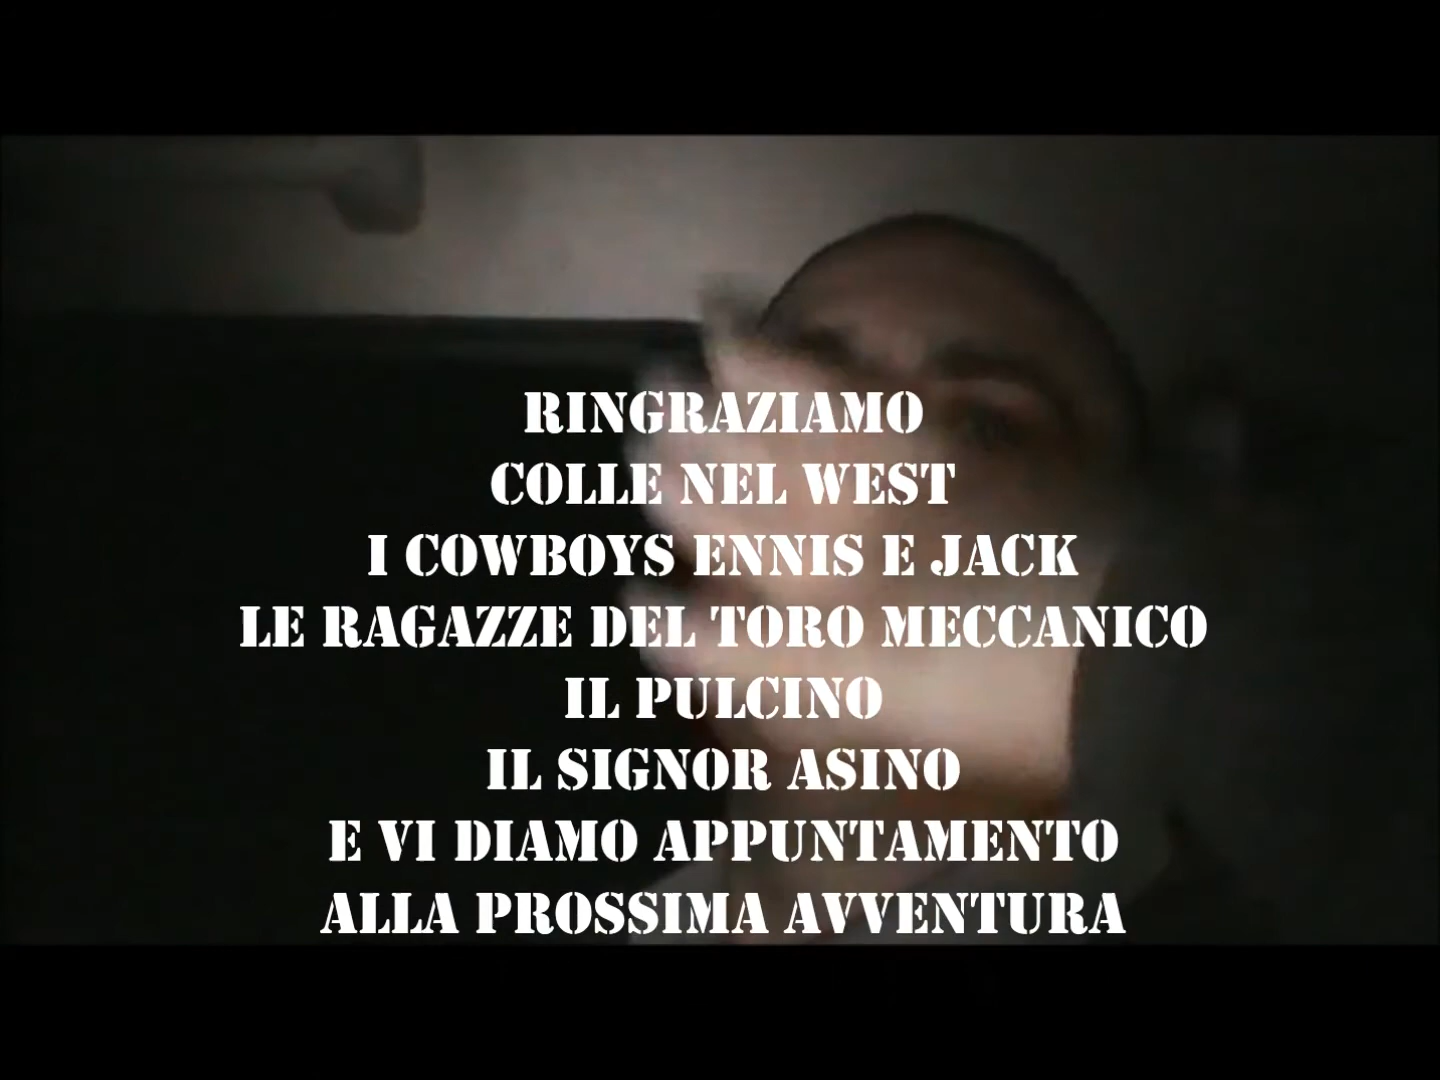 RINGRAZIAMO
COLLE NEL WEST
I COWBOYS ENNIS E JACK
LE RAGAZZE DEL TORO MECCANICO
IL PULCINO
IL SIGNOR ASINO
E VI DIAMO APPUNTAMENTO
ALLA PROSSIMA AVVENTURA